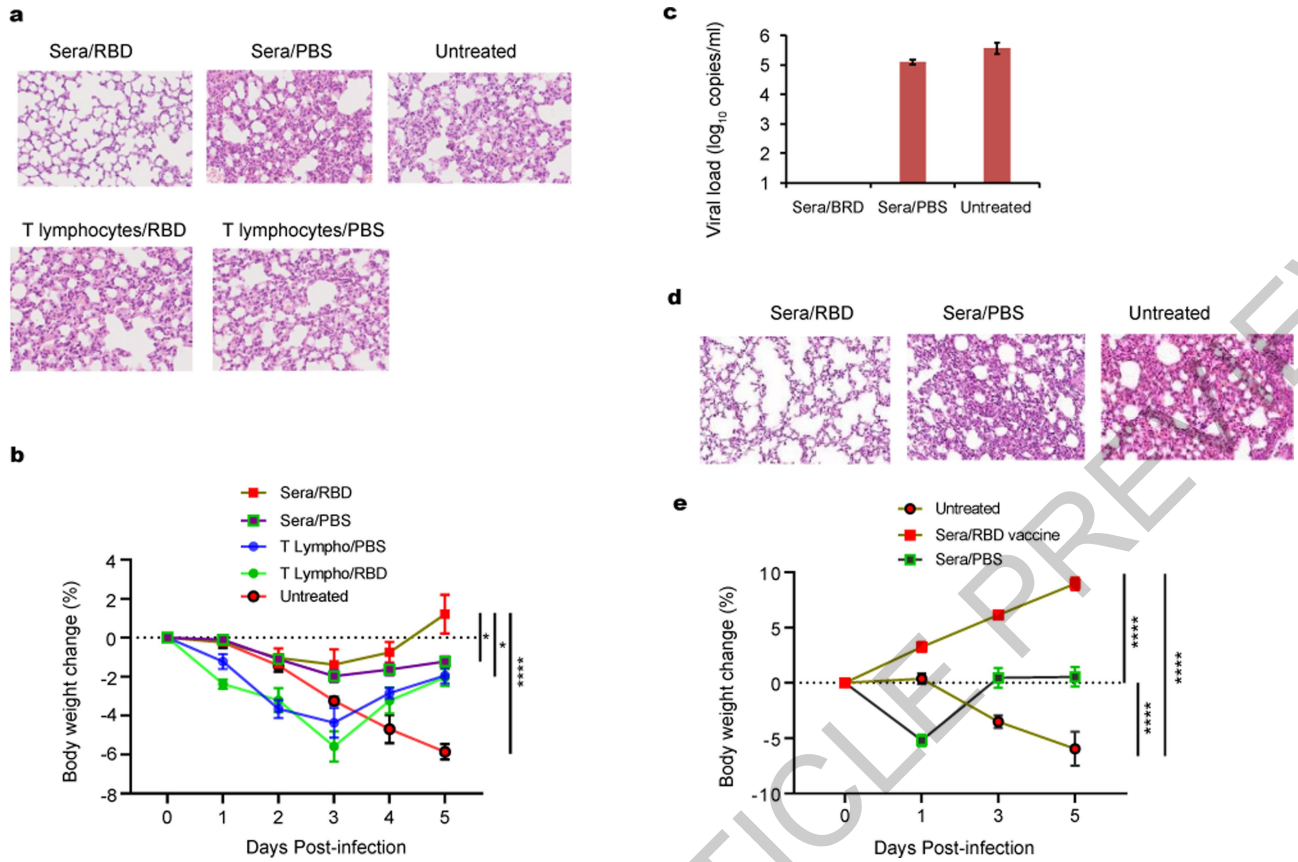 a
Sera/RBD Sera/PBS Untreated
T lymphocytes/RBD T lymphocytes/PBS
b
Sera/RBD
Sera/PBS
T Lympho/PBS
T Lympho/RBD
Untreated
Body weight change (%)
4
2
0
-2
-4
-6
-8
0 1 2 3 4 5
Days Post-infection
*
*
****
c
Viral load (log10 copies/ml)
6
5
4
3
2
1
Sera/BRD Sera/PBS Untreated
d
Sera/RBD Sera/PBS Untreated
e
Untreated
Sera/RBD vaccine
Sera/PBS
Body weight change (%)
10
5
0
-5
-10
0 1 3 5
Days Post-infection
****
****
****
TICLE PREVIEW